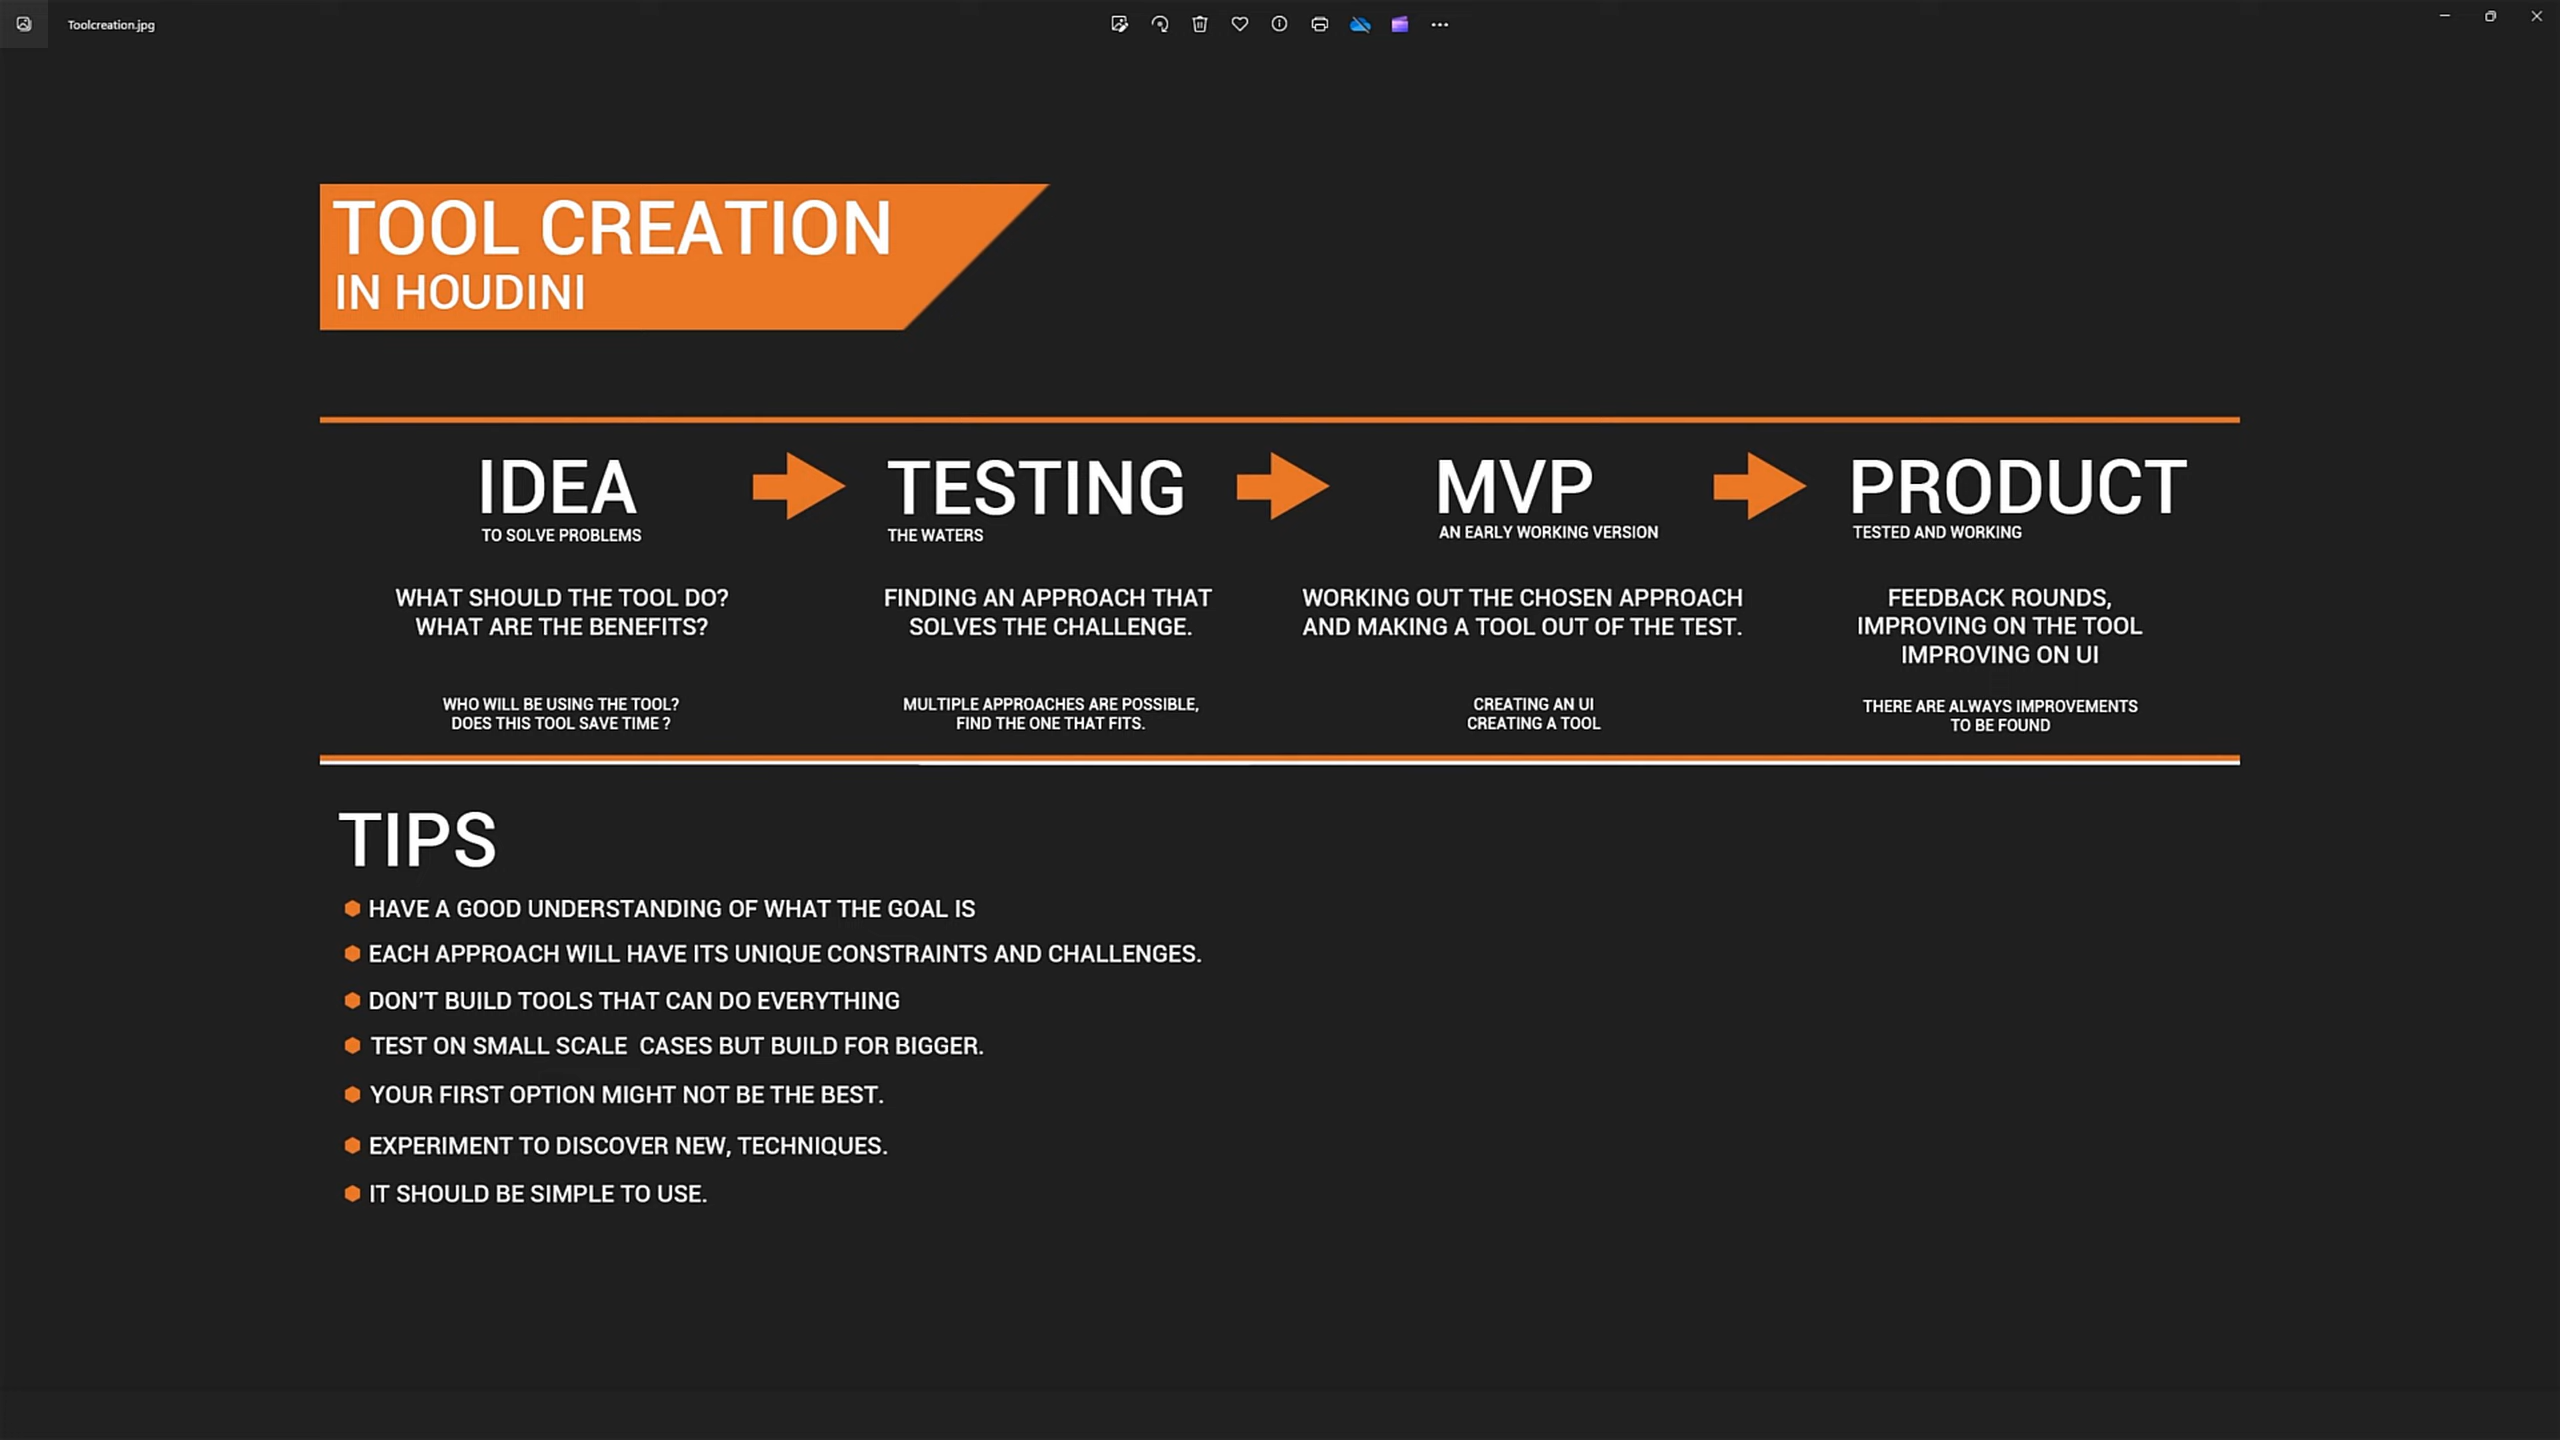 Toolcreation.jpg
TOOL CREATION
IN HOUDINI
IDEA
TO SOLVE PROBLEMS
WHAT SHOULD THE TOOL DO?
WHAT ARE THE BENEFITS?
WHO WILL BE USING THE TOOL?
DOES THIS TOOL SAVE TIME ?
TESTING
THE WATERS
FINDING AN APPROACH THAT
SOLVES THE CHALLENGE.
MULTIPLE APPROACHES ARE POSSIBLE,
FIND THE ONE THAT FITS.
MVP
AN EARLY WORKING VERSION
WORKING OUT THE CHOSEN APPROACH
AND MAKING A TOOL OUT OF THE TEST.
CREATING AN UI
CREATING A TOOL
PRODUCT
TESTED AND WORKING
FEEDBACK ROUNDS,
IMPROVING ON THE TOOL
IMPROVING ON UI
THERE ARE ALWAYS IMPROVEMENTS
TO BE FOUND
TIPS
HAVE A GOOD UNDERSTANDING OF WHAT THE GOAL IS
EACH APPROACH WILL HAVE ITS UNIQUE CONSTRAINTS AND CHALLENGES.
DON'T BUILD TOOLS THAT CAN DO EVERYTHING
TEST ON SMALL SCALE  CASES BUT BUILD FOR BIGGER.
YOUR FIRST OPTION MIGHT NOT BE THE BEST.
EXPERIMENT TO DISCOVER NEW, TECHNIQUES.
IT SHOULD BE SIMPLE TO USE.